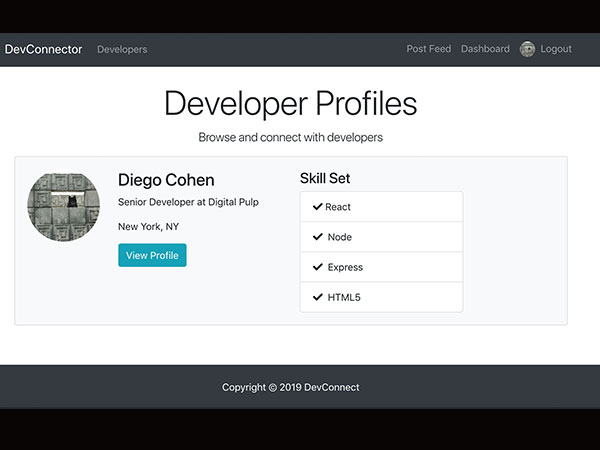 DevConnector Developers Post Feed Dashboard Logout
Developer Profiles
Browse and connect with developers
Diego Cohen
Senior Developer at Digital Pulp
New York, NY
View Profile
Skill Set
React
Node
Express
HTML5
Copyright © 2019 DevConnect